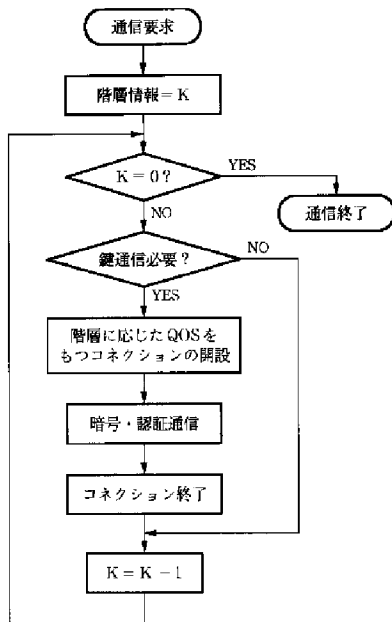 通信要求
階層情報=K
K=0?
YES
通信終了
NO
鍵通信必要?
NO
YES
階層に応じたQOSを
もつコネクションの開設
暗号・認証通信
コネクション終了
K=K-1